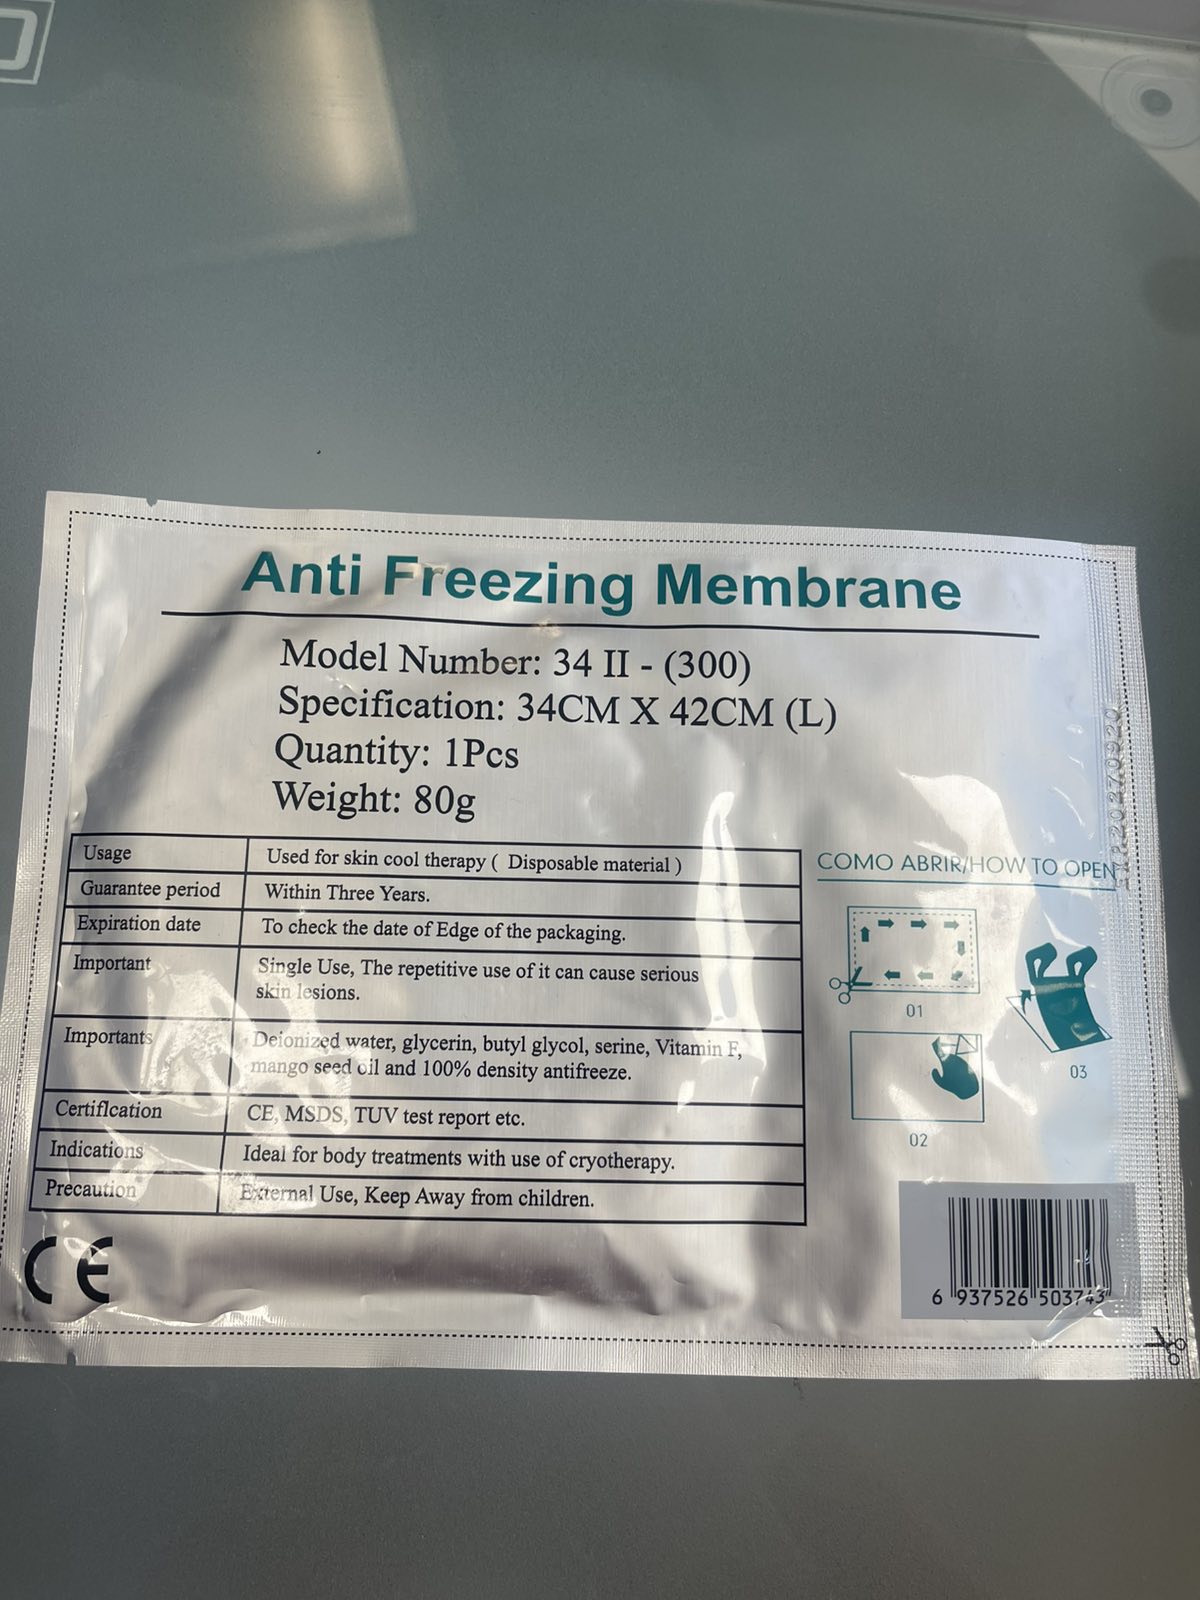 Anti Freezing Membrane
Model Number: 34 II - (300)
Specification: 34CM X 42CM (L)
Quantity: 1Pcs
Weight: 80g
Usage Used for skin cool therapy ( Disposable material )
Guarantee period Within Three Years.
Expiration date To check the date of Edge of the packaging.
Important Single Use, The repetitive use of it can cause serious
skin lesions.
Importants Deionized water, glycerin, butyl glycol, serine, Vitamin F,
mango seed oil and 100% density antifreeze.
Certiflcation CE, MSDS, TUV test report etc.
Indications Ideal for body treatments with use of cryotherapy.
Precaution External Use, Keep Away from children.
CE
COMO ABRIR/HOW TO OPEN
01
02
03
6 937526 503743